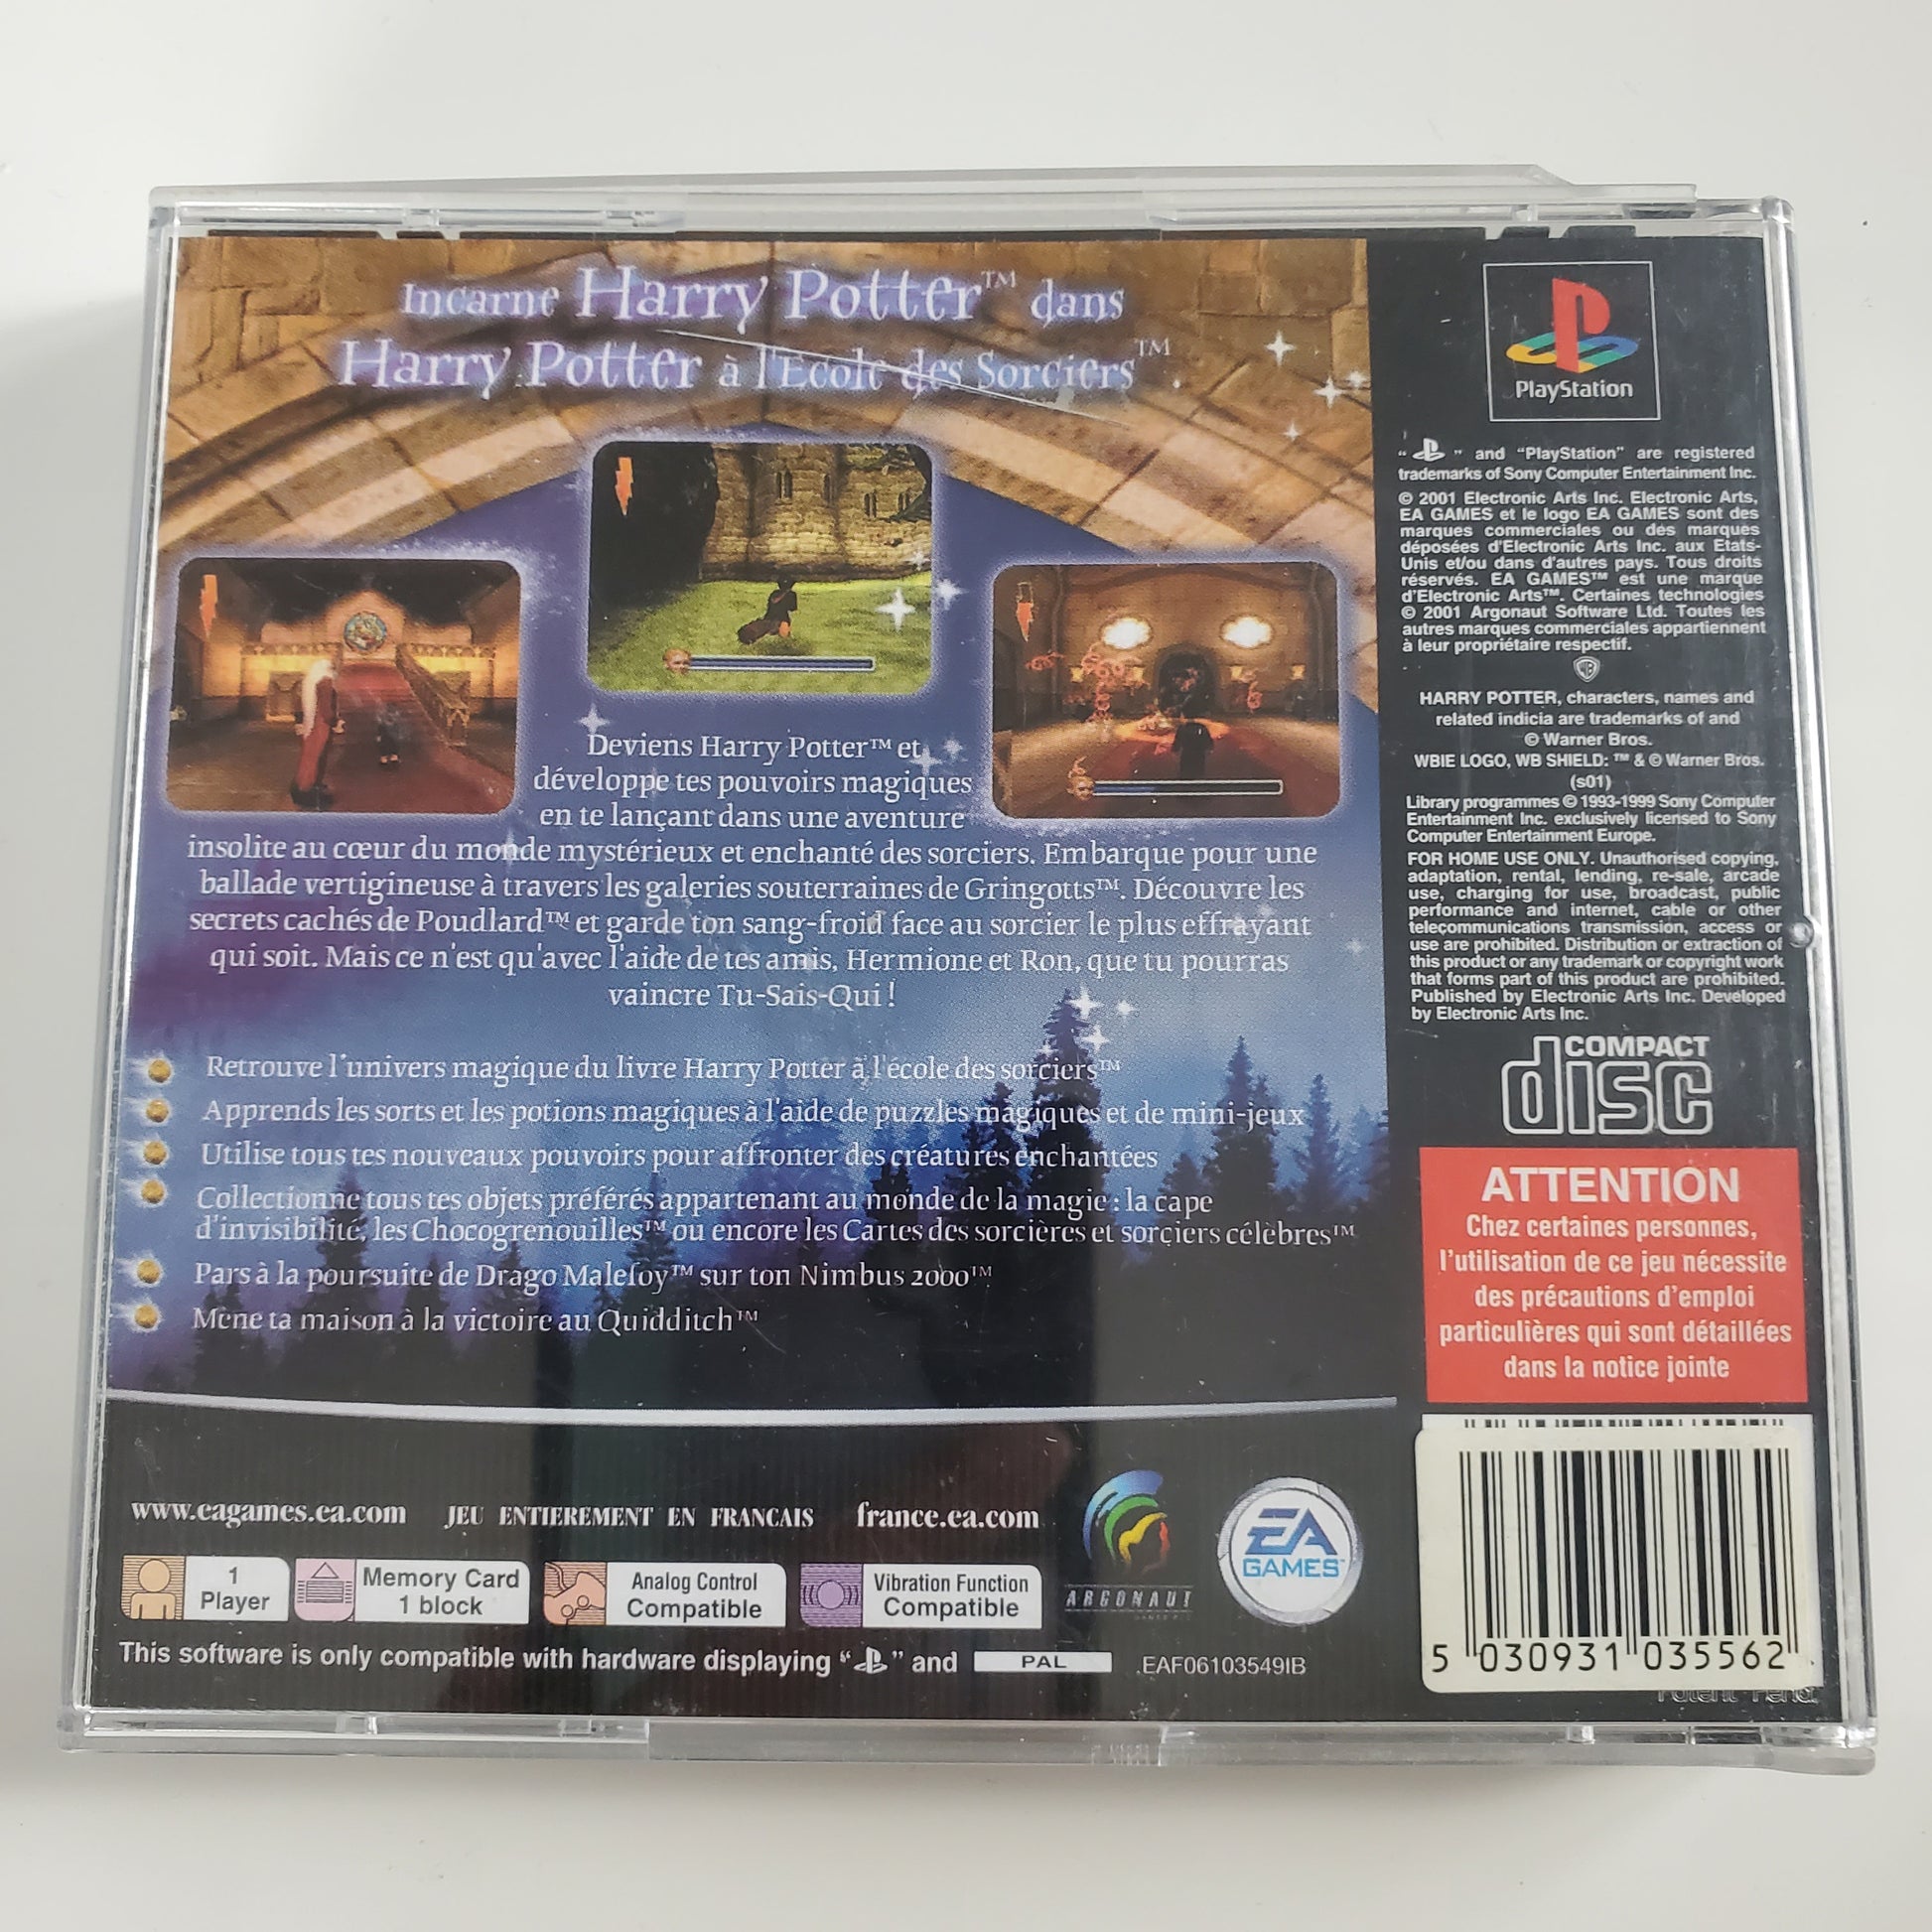 Incarne Harry Potter™ dans
Harry Potter à l'Ecole des Sorciers™
Deviens Harry Potter™ et
développe tes pouvoirs magiques
en te lançant dans une aventure
insolite au cœur du monde mystérieux et enchanté des sorciers. Embarque pour une
ballade vertigineuse à travers les galeries souterraines de Gringotts™. Découvre les
secrets cachés de Poudlard™ et garde ton sang-froid face au sorcier le plus effrayant
qui soit. Mais ce n'est qu'avec l'aide de tes amis, Hermione et Ron, que tu pourras
vaincre Tu-Sais-Qui !
Retrouve l'univers magique du livre Harry Potter à l'école des sorciers™
Apprends les sorts et les potions magiques à l'aide de puzzles magiques et de mini-jeux
Utilise tous tes nouveaux pouvoirs pour affronter des créatures enchantées
Collectionne tous tes objets préférés appartenant au monde de la magie : la cape
d'invisibilité, les Chocogrenouilles™ ou encore les Cartes des sorcières et sorciers célèbres™
Pars à la poursuite de Drago Malefoy™ sur ton Nimbus 2000™
Mène ta maison à la victoire au Quidditch™
www.eagames.ea.com JEU ENTIEREMENT EN FRANCAIS france.ea.com
1
Player
Memory Card
1 block
Analog Control
Compatible
Vibration Function
Compatible
ARGONAUT
EA
GAMES™
This software is only compatible with hardware displaying “ ” and PAL .EAF06103549IB
PlayStation
“ ” and “PlayStation” are registered
trademarks of Sony Computer Entertainment Inc.
© 2001 Electronic Arts Inc. Electronic Arts,
EA GAMES et le logo EA GAMES sont des
marques commerciales ou des marques
déposées d'Electronic Arts Inc. aux Etats-
Unis et/ou dans d'autres pays. Tous droits
réservés. EA GAMES™ est une marque
d'Electronic Arts™. Certaines technologies
© 2001 Argonaut Software Ltd. Toutes les
autres marques commerciales appartiennent
à leur propriétaire respectif.
WB
HARRY POTTER, characters, names and
related indicia are trademarks of and
© Warner Bros.
WBIE LOGO, WB SHIELD: ™ & © Warner Bros.
(s01)
Library programmes © 1993-1999 Sony Computer
Entertainment Inc. exclusively licensed to Sony
Computer Entertainment Europe.
FOR HOME USE ONLY. Unauthorised copying,
adaptation, rental, lending, re-sale, arcade
use, charging for use, broadcast, public
performance and internet, cable or other
telecommunications transmission, access or
use are prohibited. Distribution or extraction of
this product or any trademark or copyright work
that forms part of this product are prohibited.
Published by Electronic Arts Inc. Developed
by Electronic Arts Inc.
COMPACT
disc
ATTENTION
Chez certaines personnes,
l'utilisation de ce jeu nécessite
des précautions d'emploi
particulières qui sont détaillées
dans la notice jointe
5 030931 035562